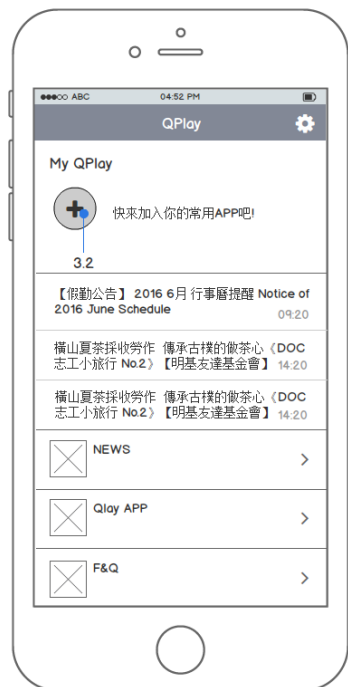 ABC 04:52 PM
QPlay
My QPlay
快來加入你的常用APP吧!
3.2
【假勤公告】 2016 6月 行事曆提醒 Notice of
2016 June Schedule 09:20
橫山夏茶採收勞作 傳承古樸的做茶心《DOC
志工小旅行 No.2》【明基友達基金會】 14:20
橫山夏茶採收勞作 傳承古樸的做茶心《DOC
志工小旅行 No.2》【明基友達基金會】 14:20
NEWS
Qlay APP
F&Q